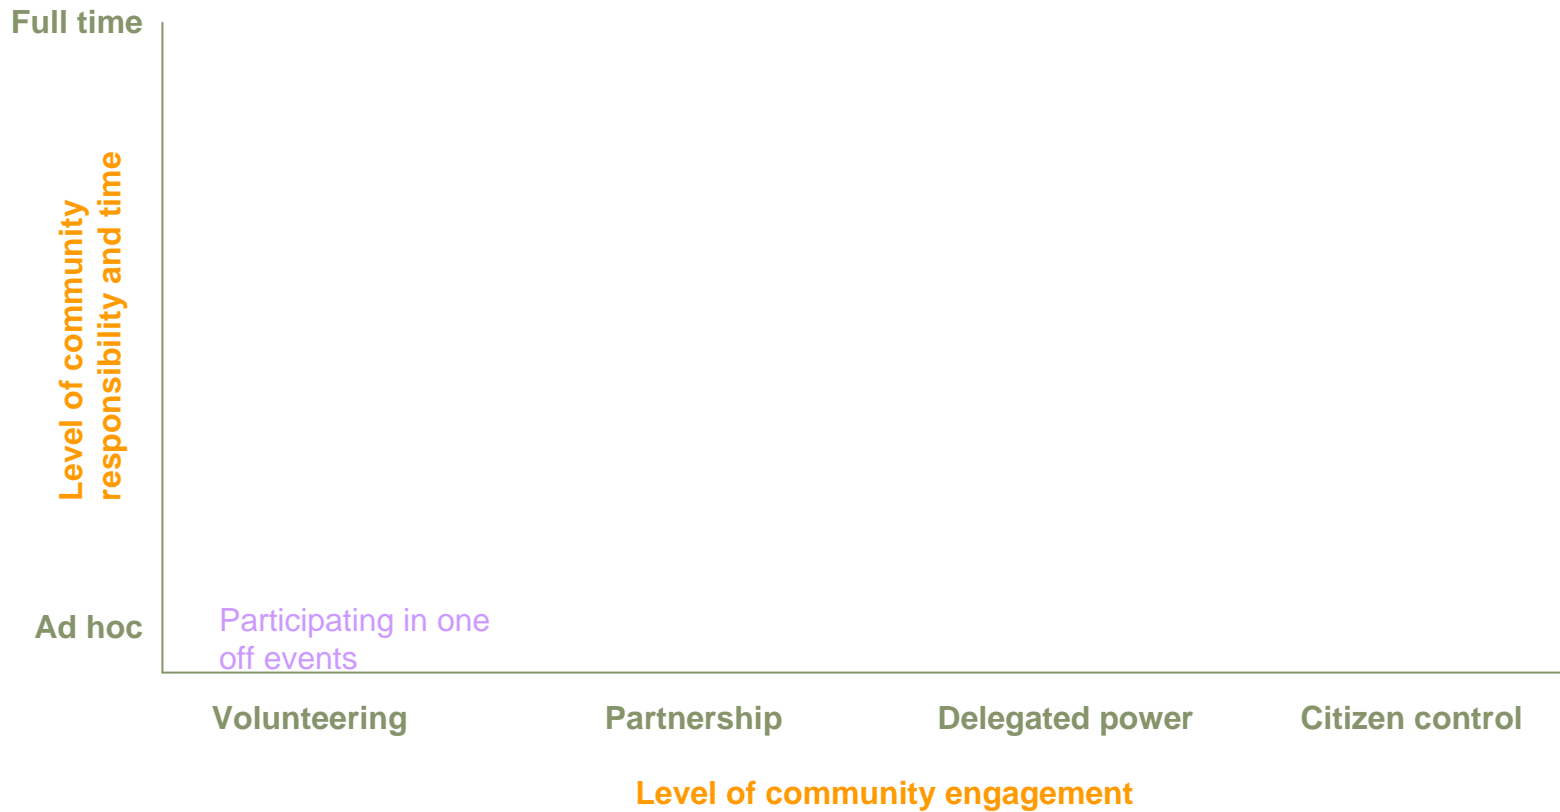 Full time
Level of community
responsibility and time
Ad hoc
Participating in one
off events
Volunteering
Partnership
Delegated power
Citizen control
Level of community engagement